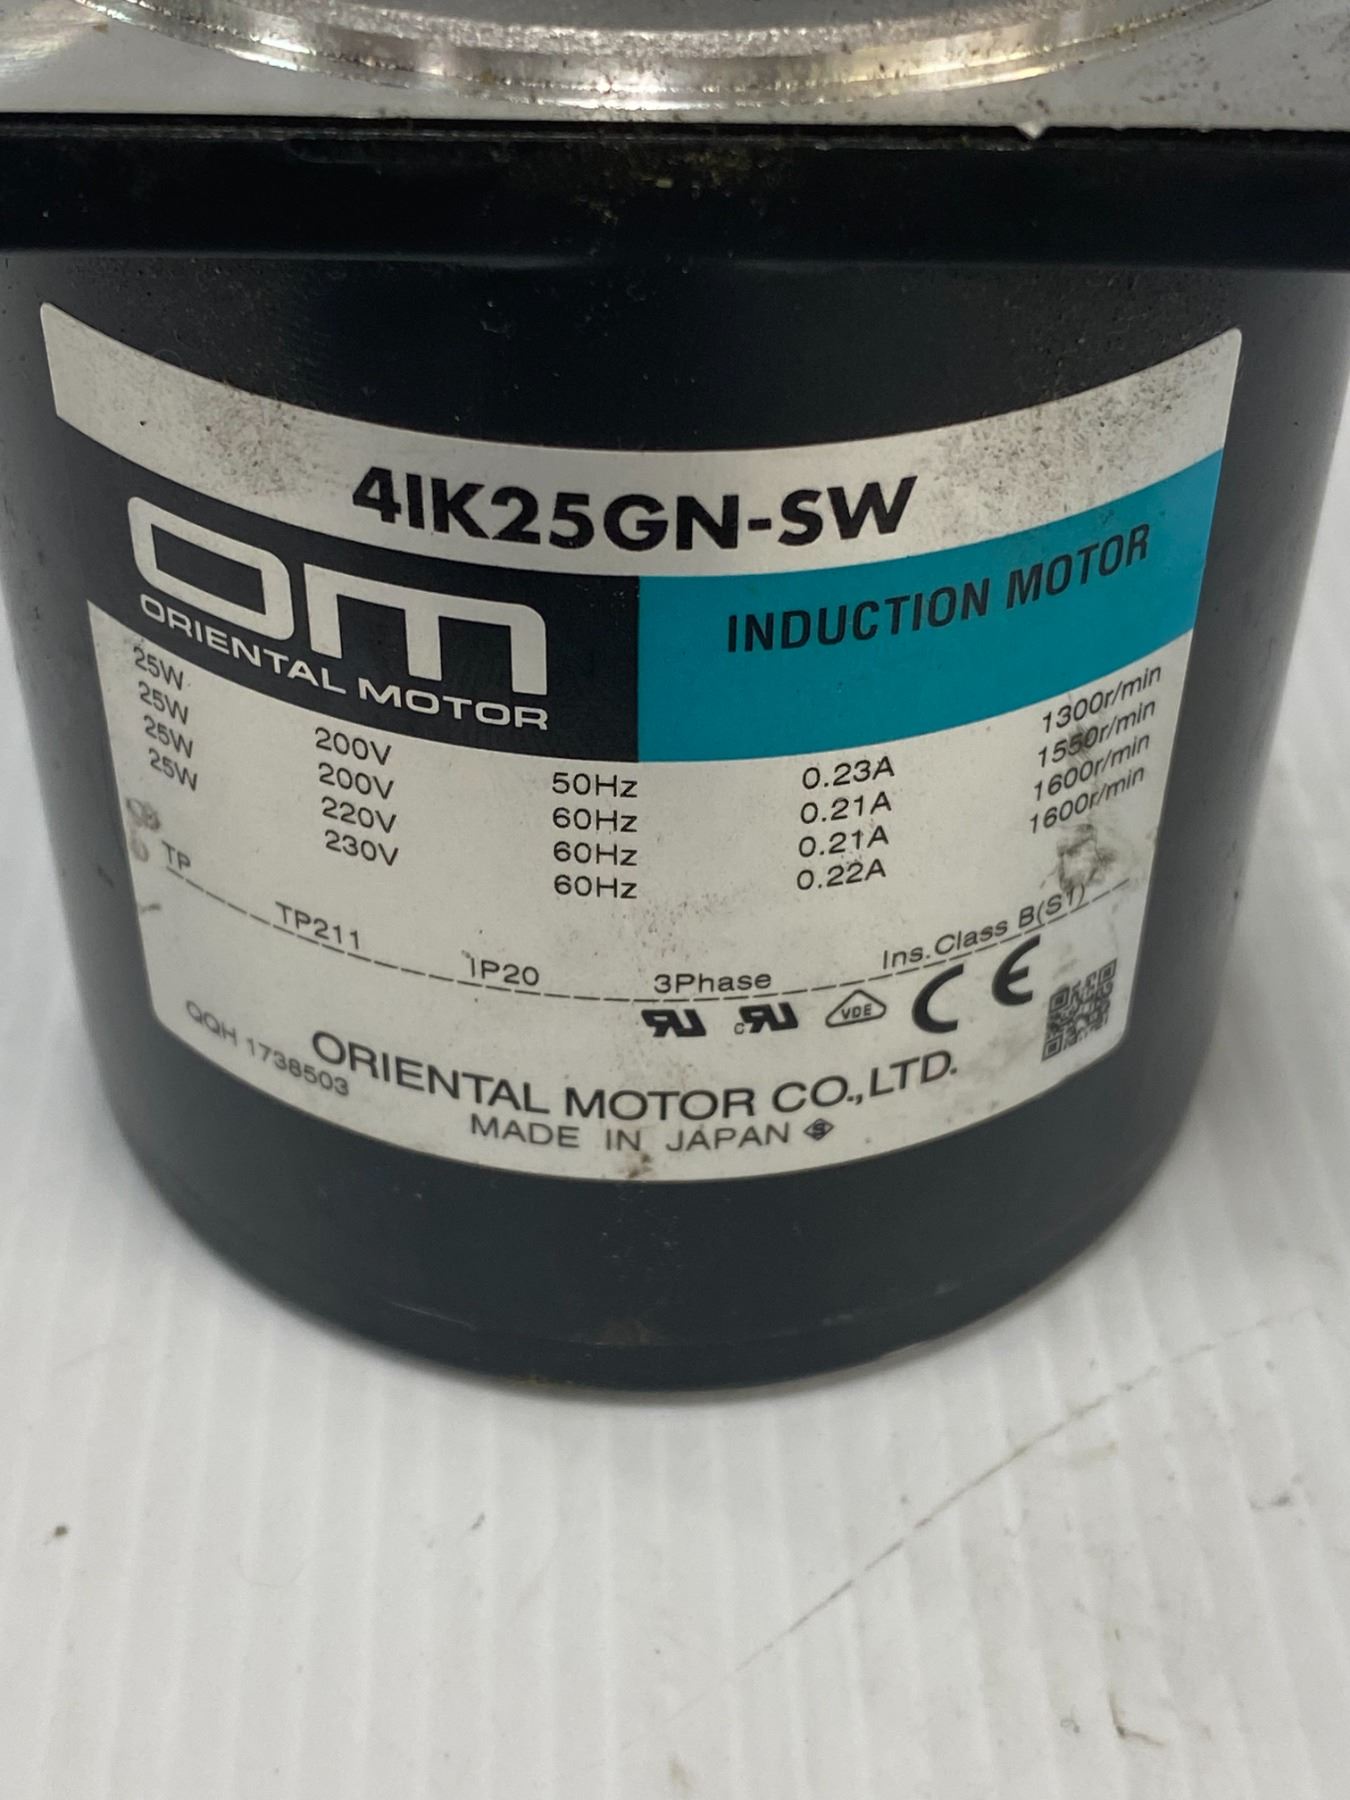 4IK25GN-SW
om
ORIENTAL MOTOR
INDUCTION MOTOR
25W 200V 50Hz 0.23A 1300r/min
25W 200V 60Hz 0.21A 1550r/min
25W 220V 60Hz 0.21A 1600r/min
25W 230V 60Hz 0.22A 1600r/min
TP TP211 IP20 3Phase Ins.Class B(S1)
c VDE CE
QQH 1738503
ORIENTAL MOTOR CO.,LTD.
MADE IN JAPAN S